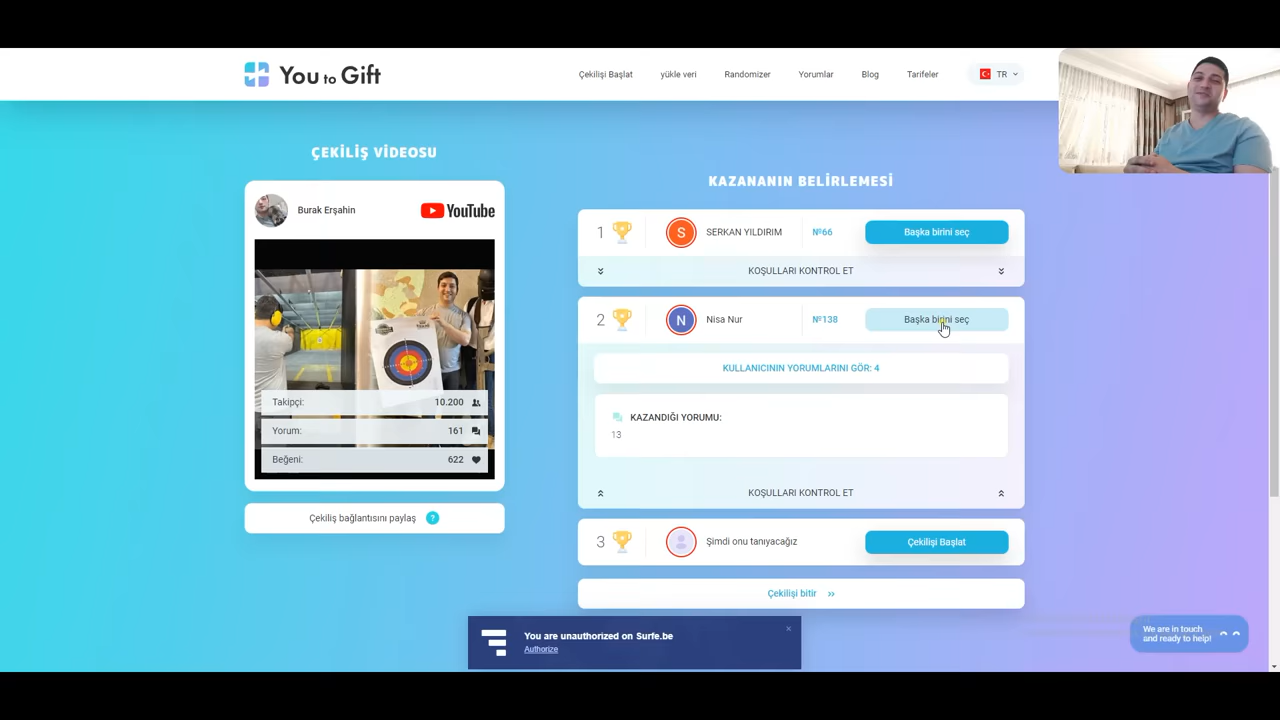 You to Gift
Çekilişi Başlat yükle veri Randomizer Yorumlar Blog Tarifeler TR
ÇEKİLİŞ VİDEOSU
Burak Erşahin YouTube
Takipçi: 10.200
Yorum: 161
Beğeni: 622
Çekiliş bağlantısını paylaş ?
KAZANANIN BELİRLEMESİ
1 S SERKAN YILDIRIM №66 Başka birini seç
KOŞULLARI KONTROL ET
2 N Nisa Nur №138 Başka birini seç
KULLANICININ YORUMLARINI GÖR: 4
KAZANDIĞI YORUMU:
13
KOŞULLARI KONTROL ET
3 Şimdi onu tanıyacağız Çekilişi Başlat
Çekilişi bitir ››
You are unauthorized on Surfe.be
Authorize
We are in touch
and ready to help!